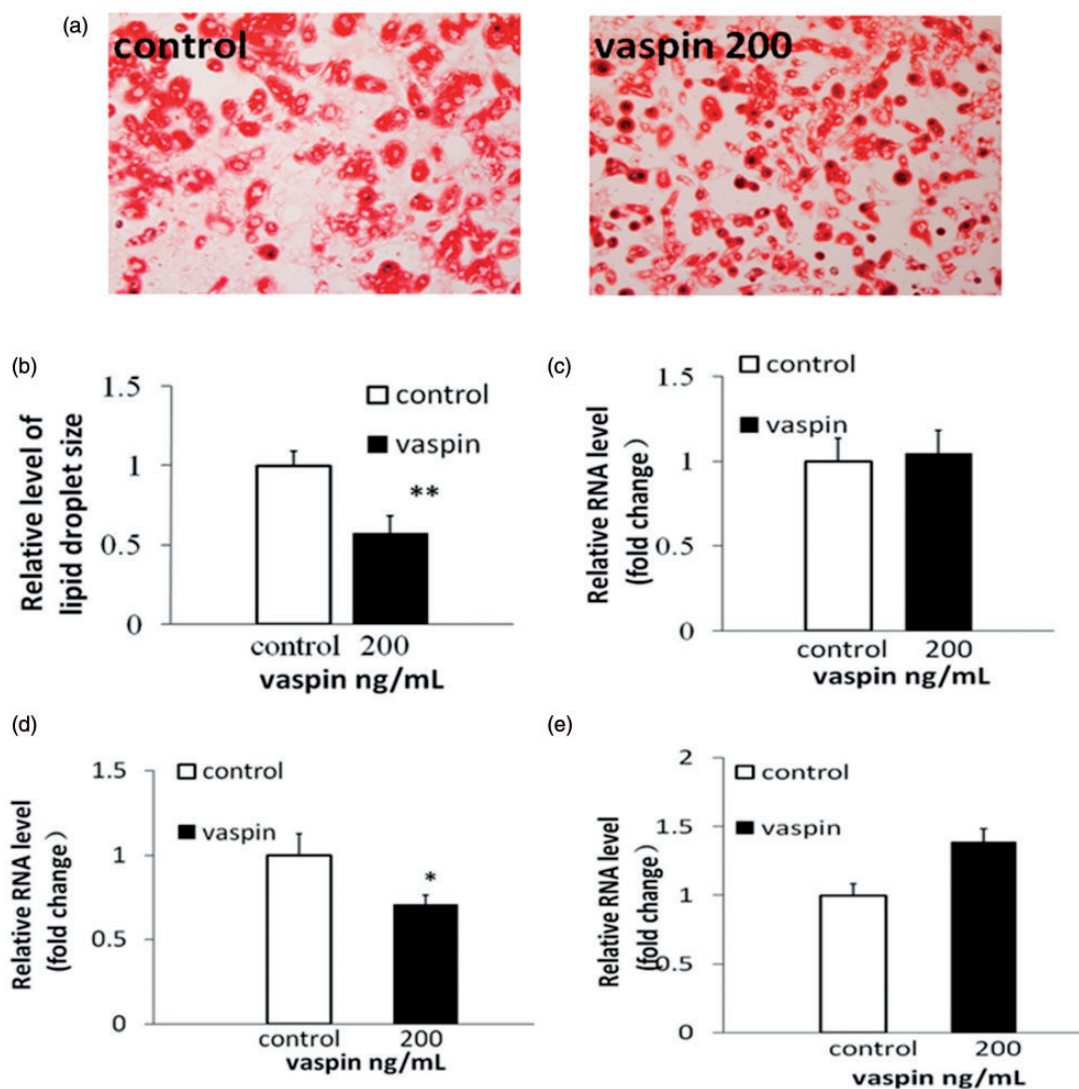 (a)
control
vaspin 200
(b)
Relative level of
lipid droplet size
1.5
1
0.5
0
control
vaspin
**
control 200
vaspin ng/mL
(c)
Relative RNA level
(fold change)
1.5
1
0.5
0
control
vaspin
control 200
vaspin ng/mL
(d)
Relative RNA level
(fold change)
1.5
1
0.5
0
control
vaspin
*
control 200
vaspin ng/mL
(e)
Relative RNA level
(fold change)
2
1.5
1
0.5
0
control
vaspin
control 200
vaspin ng/mL